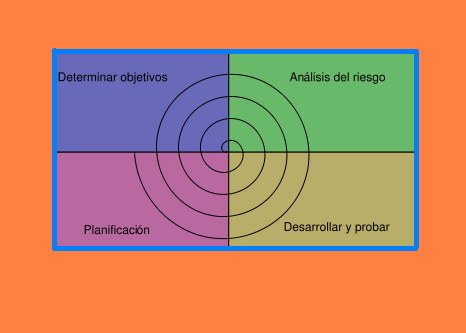 Determinar objetivos
Análisis del riesgo
Planificación
Desarrollar y probar